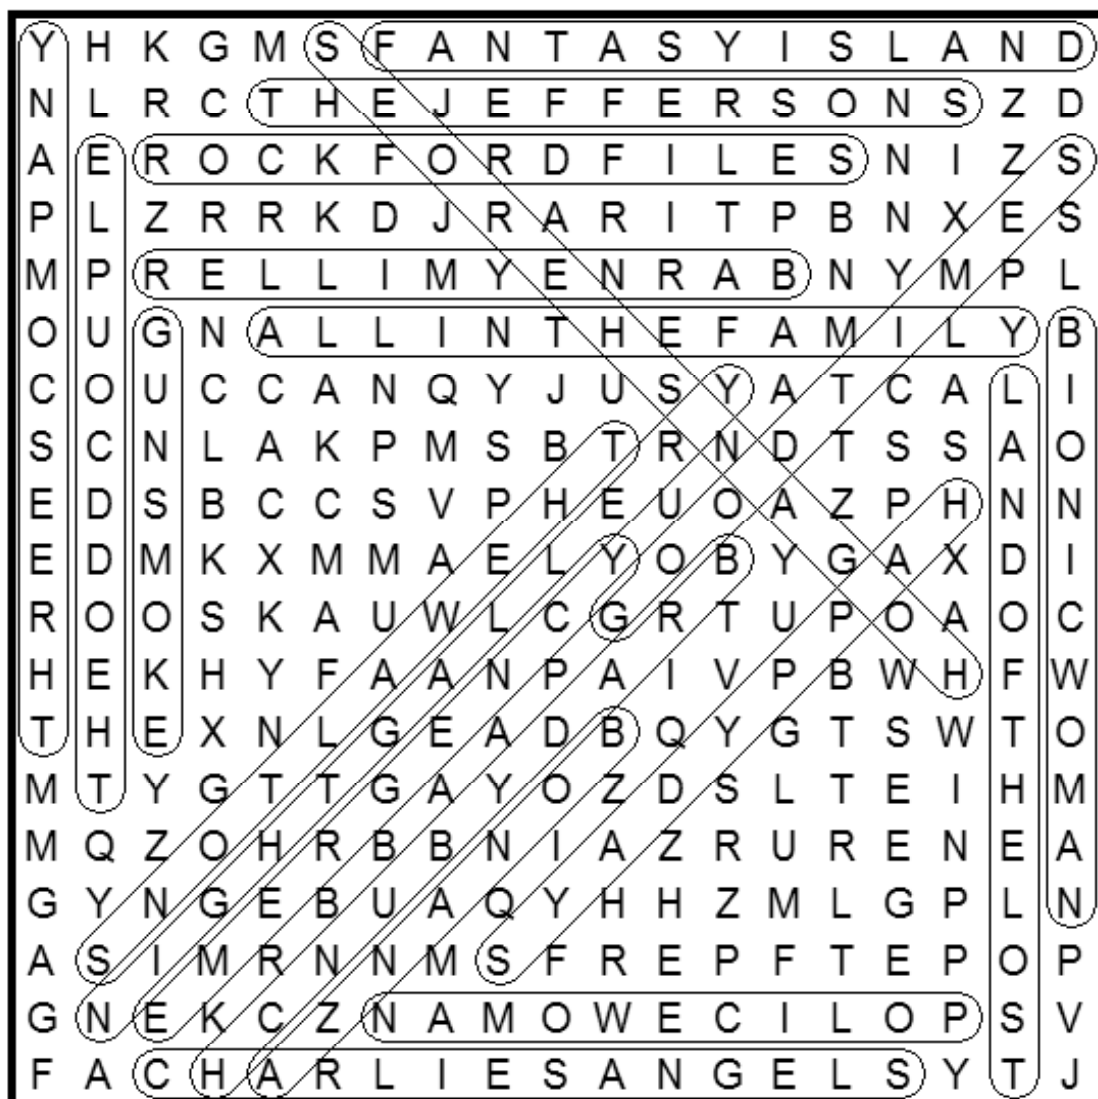 Y H K G M S F A N T A S Y I S L A N D
N L R C T H E J E F F E R S O N S Z D
A E R O C K F O R D F I L E S N I Z S
P L Z R R K D J R A R I T P B N X E S
M P R E L L I M Y E N R A B N Y M P L
O U G N A L L I N T H E F A M I L Y B
C O U C C A N Q Y J U S Y A T C A L I
S C N L A K P M S B T R N D T S S A O
E D S B C C S V P H E U O A Z P H N N
E D M K X M M A E L Y O B Y G A X D I
R O O S K A U W L C G R T U P O A O C
H E K H Y F A A N P A I V P B W H F W
T H E X N L G E A D B Q Y G T S W T O
M T Y G T T G A Y O Z D S L T E I H M
M Q Z O H R B B N I A Z R U R E N E A
G Y N G E B U A Q Y H H Z M L G P L N
A S I M R N N M S F R E P F T E P O P
G N E K C Z N A M O W E C I L O P S V
F A C H A R L I E S A N G E L S Y T J